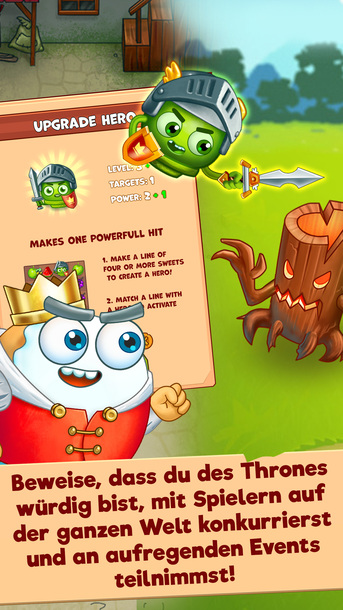 UPGRADE HERO
LEVEL:
TARGETS: 1
POWER: 2 + 1
MAKES ONE POWERFULL HIT
1. MAKE A LINE OF
FOUR OR MORE SWEETS
TO CREATE A HERO!
2. MATCH A LINE WITH
ACTIVATE
Beweise, dass du des Thrones
würdig bist, mit Spielern auf
der ganzen Welt konkurrierst
und an aufregenden Events
teilnimmst!